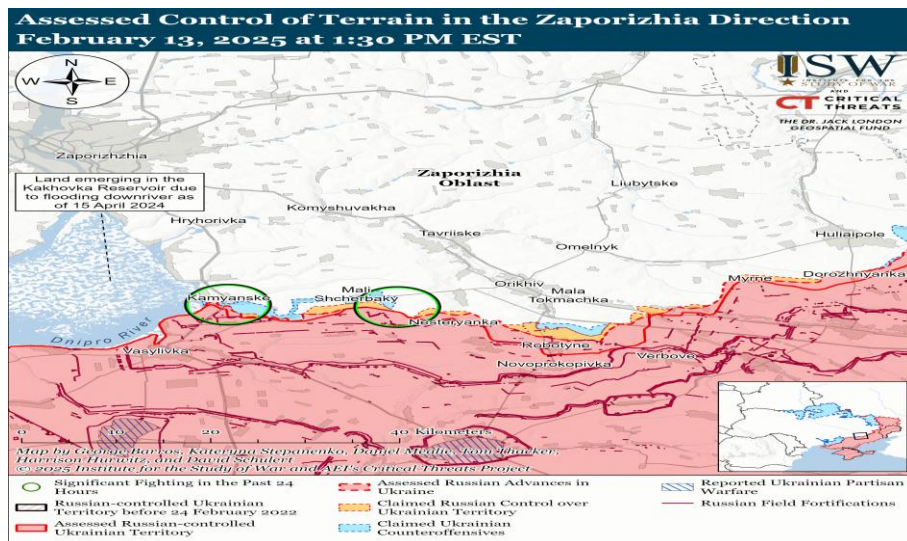 Assessed Control of Terrain in the Zaporizhia Direction
February 13, 2025 at 1:30 PM EST
N
W E
S
ISW
INSTITUTE FOR THE
STUDY OF WAR
AND
CT CRITICAL
THREATS
THE DR. JACK LONDON
GEOSPATIAL FUND
Zaporizhzhia
Land emerging in the
Kakhovka Reservoir due
to flooding downriver as
of 15 April 2024
Zaporizhia
Oblast
Liubytske
Komyshuvakha
Hryhorivka
Tavriiske
Huliaipole
Omelnyk
Mali
Shcherbaky
Kamyanske
Orikhiv
Mala
Tokmachka
Myrne
Dorozhnyanka
Nesteryanka
Dnipro River
Vasylivka
Robotyne
Verbove
Novoprokopivka
0 10 20 40 Kilometers
Map by George Barros, Kateryna Stepanenko, Daniel Mealie, Tom Thacker,
Harrison Hurwitz, and David Schulert
© 2025 Institute for the Study of War and AEI's Critical Threats Project
Significant Fighting in the Past 24
Hours
Russian-controlled Ukrainian
Territory before 24 February 2022
Assessed Russian-controlled
Ukrainian Territory
Assessed Russian Advances in
Ukraine
Claimed Russian Control over
Ukrainian Territory
Claimed Ukrainian
Counteroffensives
Reported Ukrainian Partisan
Warfare
Russian Field Fortifications